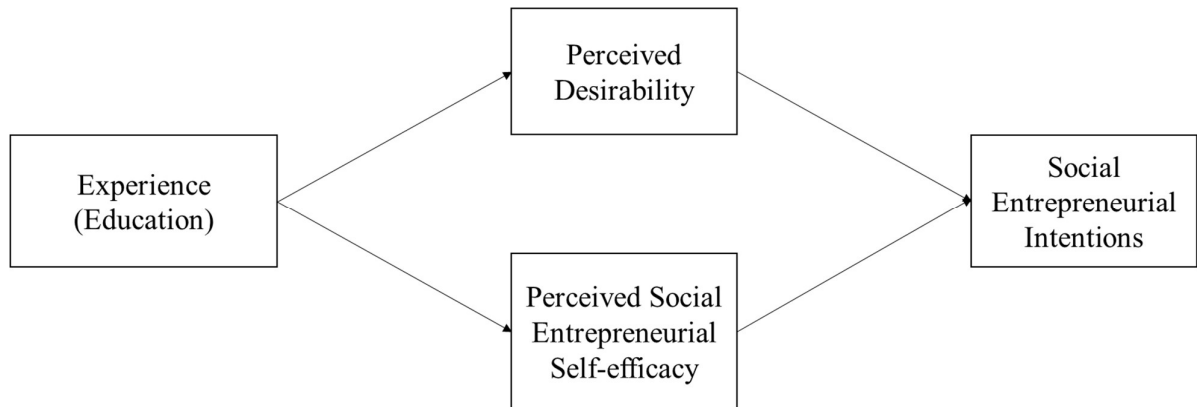 Perceived
Desirability
Experience
(Education)
Social
Entrepreneurial
Intentions
Perceived Social
Entrepreneurial
Self-efficacy